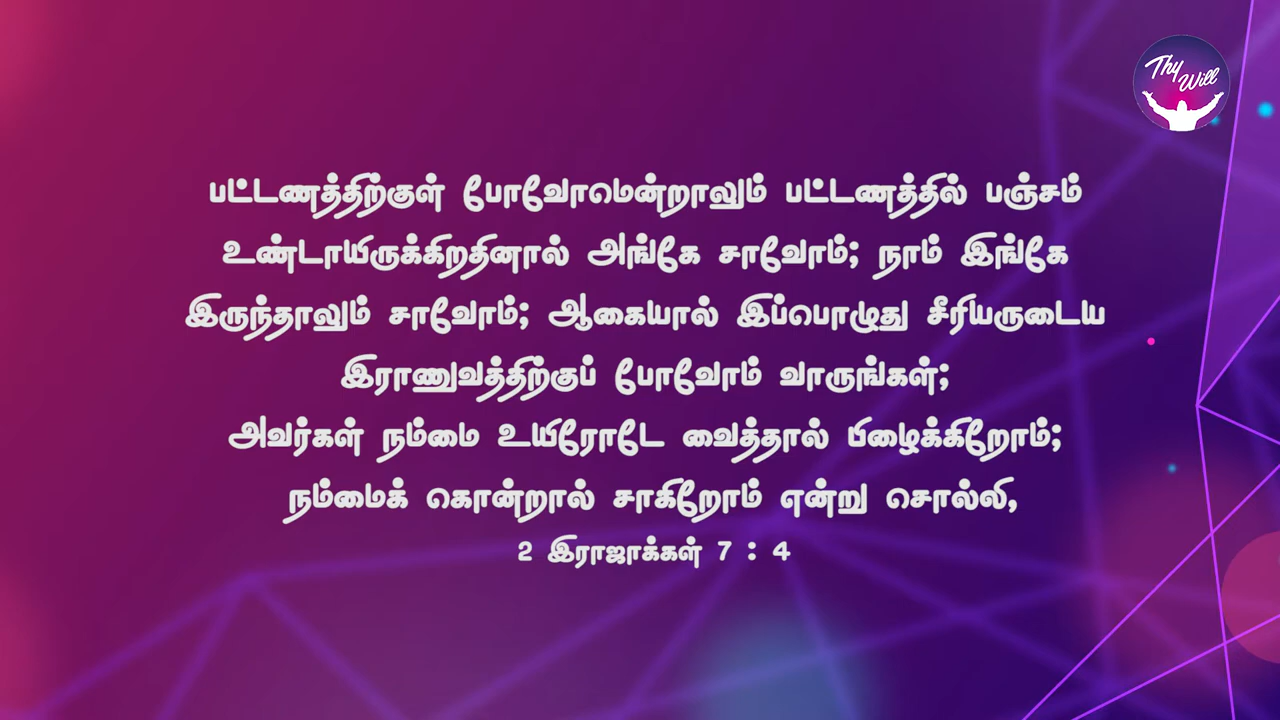 Thy Will
பட்டணத்திற்குள் போவோமென்றாலும் பட்டணத்தில் பஞ்சம்
உண்டாயிருக்கிறதினால் அங்கே சாவோம்; நாம் இங்கே
இருந்தாலும் சாவோம்; ஆகையால் இப்பொழுது சீரியருடைய
இராணுவத்திற்குப் போவோம் வாருங்கள்;
அவர்கள் நம்மை உயிரோடே வைத்தால் பிழைக்கிறோம்;
நம்மைக் கொன்றால் சாகிறோம் என்று சொல்லி,
2 இராஜாக்கள் 7 : 4